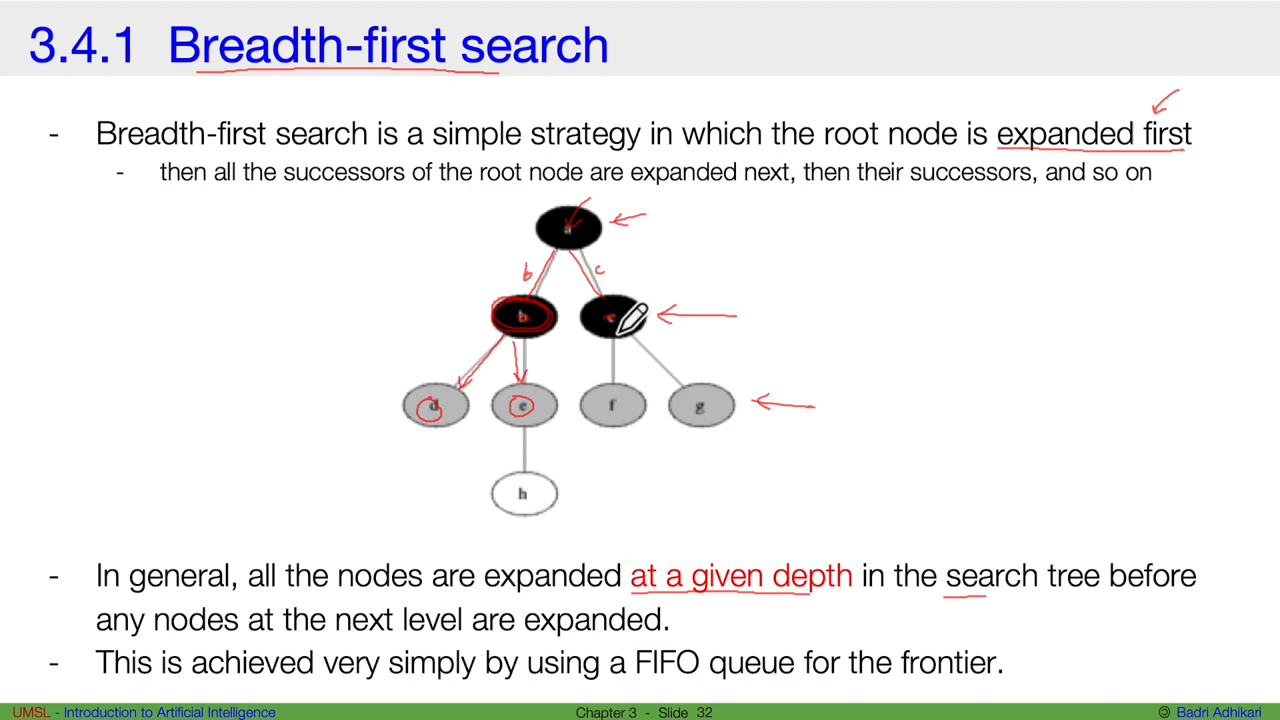 3.4.1 Breadth-first search
- Breadth-first search is a simple strategy in which the root node is expanded first
- then all the successors of the root node are expanded next, then their successors, and so on
a
b c
b c
d e f g
h
- In general, all the nodes are expanded at a given depth in the search tree before
any nodes at the next level are expanded.
- This is achieved very simply by using a FIFO queue for the frontier.
UMSL - Introduction to Artificial Intelligence Chapter 3 - Slide 32 © Badri Adhikari